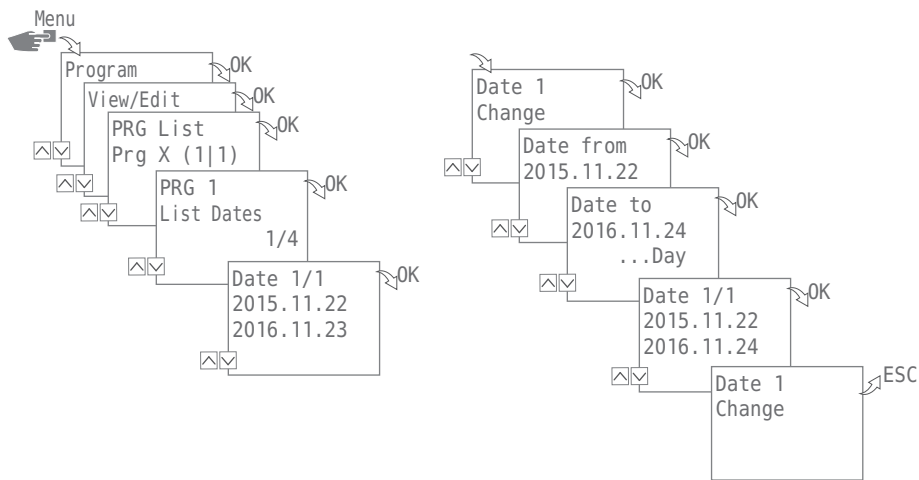 Menu
Program
OK
View/Edit
OK
PRG List
Prg X (1|1)
OK
PRG 1
List Dates
1/4
OK
Date 1/1
2015.11.22
2016.11.23
OK
Date 1
Change
OK
Date from
2015.11.22
OK
Date to
2016.11.24
...Day
OK
Date 1/1
2015.11.22
2016.11.24
OK
Date 1
Change
ESC